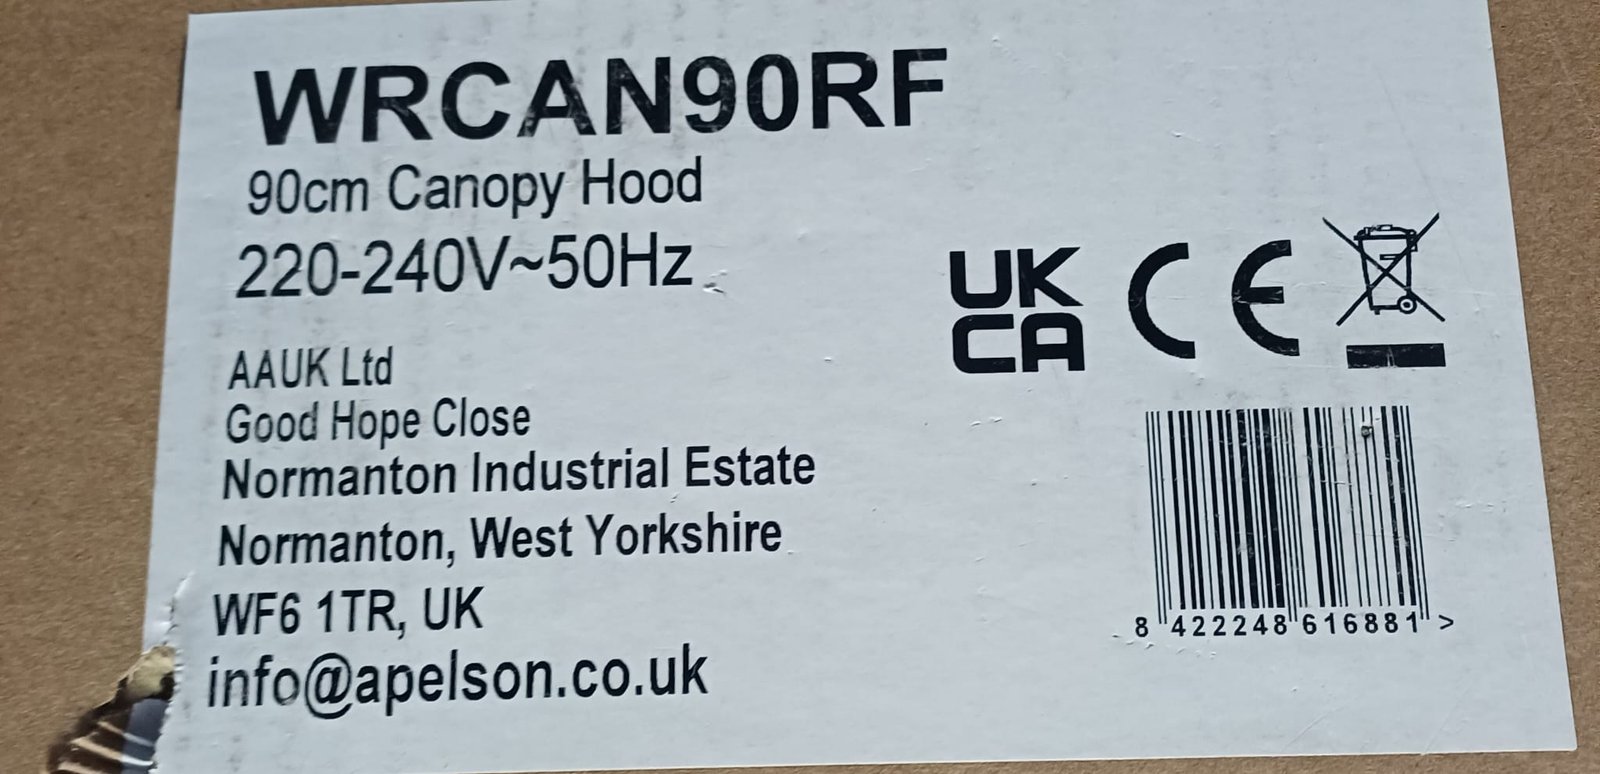 WRCAN90RF
90cm Canopy Hood
220-240V~50Hz
AAUK Ltd
Good Hope Close
Normanton Industrial Estate
Normanton, West Yorkshire
WF6 1TR, UK
info@apelson.co.uk
UK
CA
CE
8 422248 616881 >